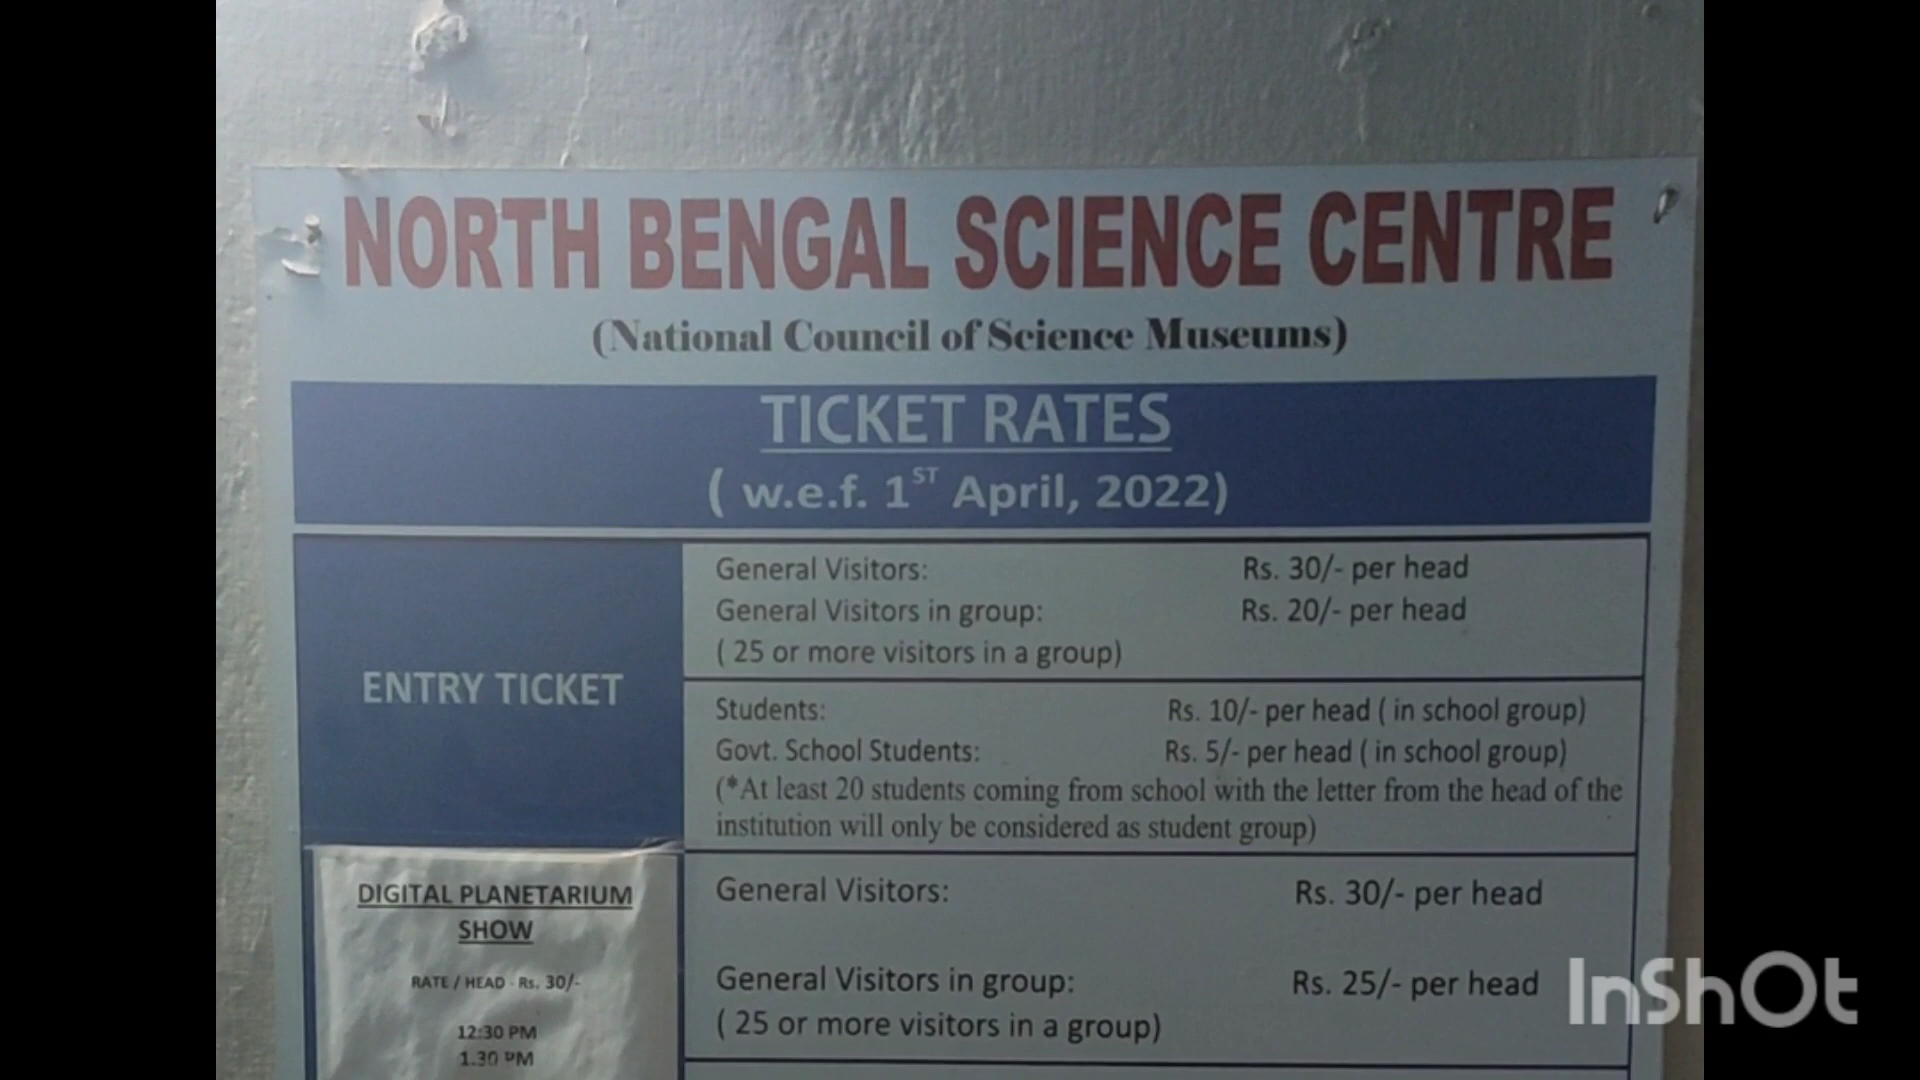 NORTH BENGAL SCIENCE CENTRE
(National Council of Science Museums)
TICKET RATES
( w.e.f. 1ST April, 2022)
ENTRY TICKET
General Visitors: Rs. 30/- per head
General Visitors in group: Rs. 20/- per head
( 25 or more visitors in a group)
Students: Rs. 10/- per head ( in school group)
Govt. School Students: Rs. 5/- per head ( in school group)
(*At least 20 students coming from school with the letter from the head of the
institution will only be considered as student group)
DIGITAL PLANETARIUM
SHOW
RATE / HEAD - Rs. 30/-
12:30 PM
1.30 PM
General Visitors: Rs. 30/- per head
General Visitors in group: Rs. 25/- per head
( 25 or more visitors in a group)
InShOt